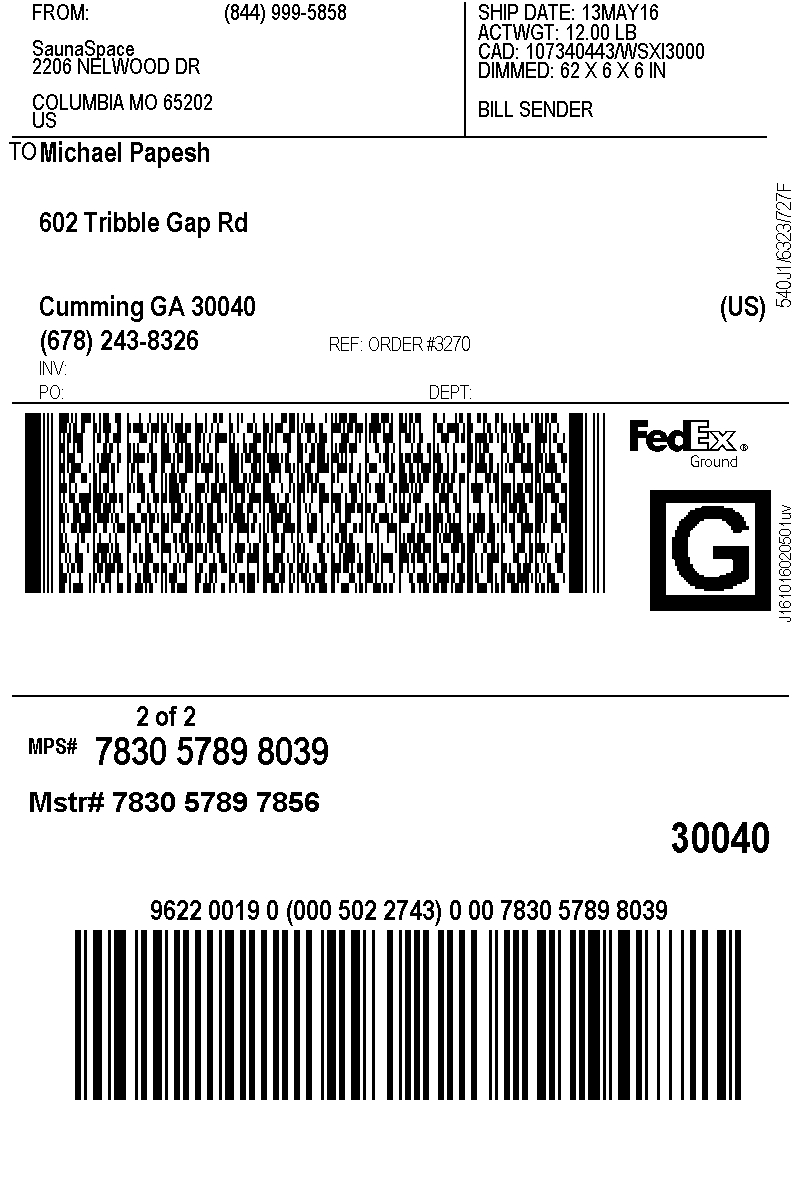 FROM: (844) 999-5858
SaunaSpace
2206 NELWOOD DR
COLUMBIA MO 65202
US
SHIP DATE: 13MAY16
ACTWGT: 12.00 LB
CAD: 107340443/WSXI3000
DIMMED: 62 X 6 X 6 IN
BILL SENDER
TO Michael Papesh
602 Tribble Gap Rd
Cumming GA 30040 (US)
(678) 243-8326 REF: ORDER #3270
INV:
PO: DEPT:
540J1/6323/727F
FedEx®
Ground
G
J161016020501uv
2 of 2
MPS# 7830 5789 8039
Mstr# 7830 5789 7856
30040
9622 0019 0 (000 502 2743) 0 00 7830 5789 8039